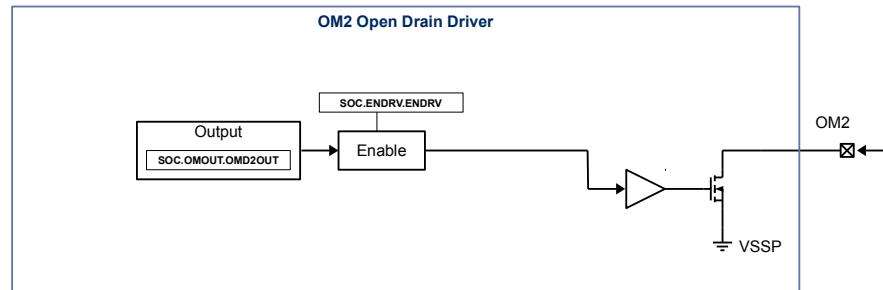 OM2 Open Drain Driver
SOC.ENDRV.ENDRV
OM2
Output
Enable
SOC.OMOUT.OMD2OUT
VSSP